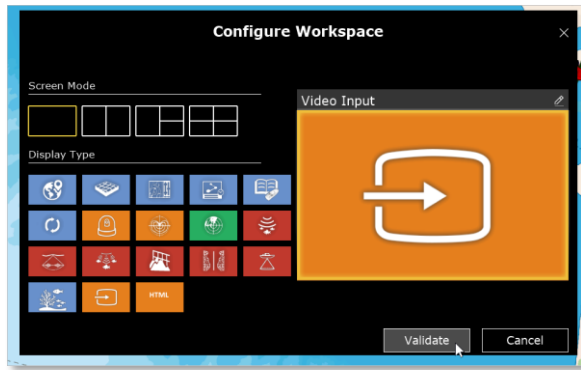 Configure Workspace
Screen Mode
Video Input
Display Type
HTML
Validate
Cancel